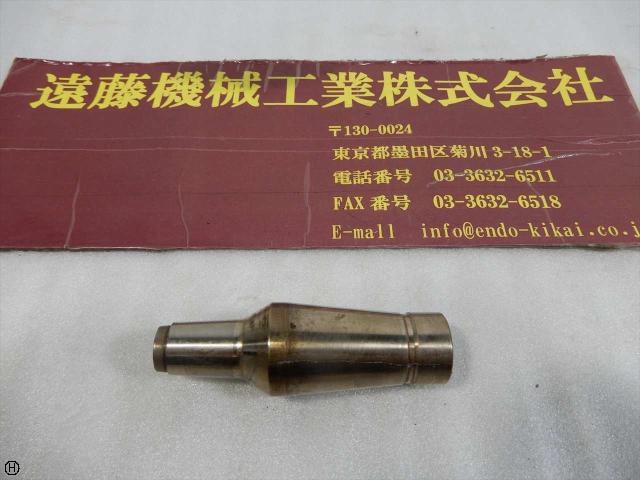 遠藤機械工業株式会社
〒130-0024
東京都墨田区菊川 3-18-1
電話番号 03-3632-6511
FAX 番号 03-3632-6518
E-mall info@endo-kikai.co.j
H